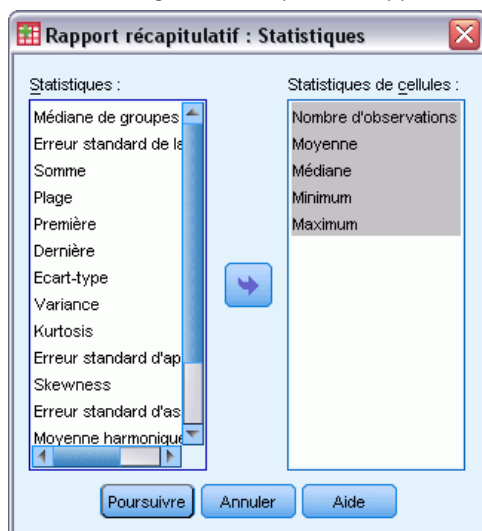 Rapport récapitulatif : Statistiques
Statistiques :
Médiane de groupes
Erreur standard de la
Somme
Plage
Première
Dernière
Ecart-type
Variance
Kurtosis
Erreur standard d'ap
Skewness
Erreur standard d'as
Moyenne harmonique
Statistiques de cellules :
Nombre d'observations
Moyenne
Médiane
Minimum
Maximum
Poursuivre
Annuler
Aide